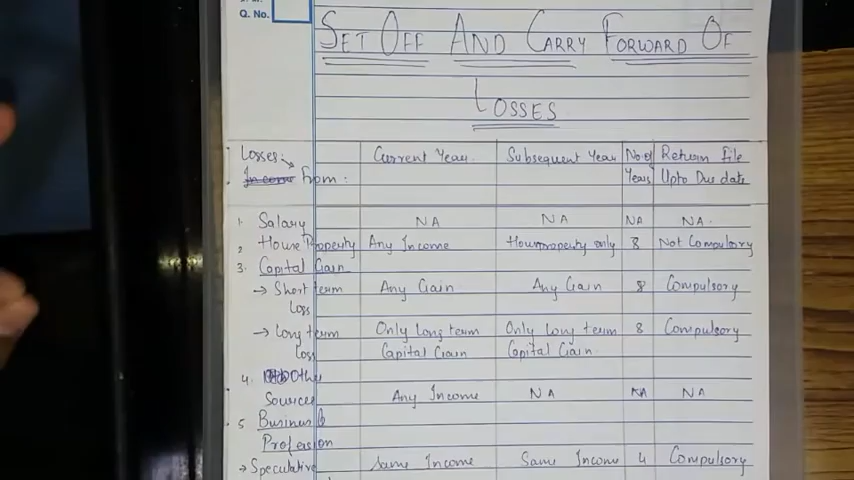 Q. No.
SET OFF AND CARRY FORWARD OF
LOSSES
Losses: Current Year Subsequent Year No. of Return File
From: Years Upto Due date
1. Salary NA NA NA NA
2 House Property Any Income House property only 8 Not Compulsory
3. Capital Gain
→ Short term Any Gain Any Gain 8 Compulsory
Loss
→ Long term Only long term Only long term 8 Compulsory
Loss Capital Gain Capital Gain
4. Other
Sources Any Income NA NA NA
5 Business &
Profession
→ Speculative Same Income Same Income 4 Compulsory